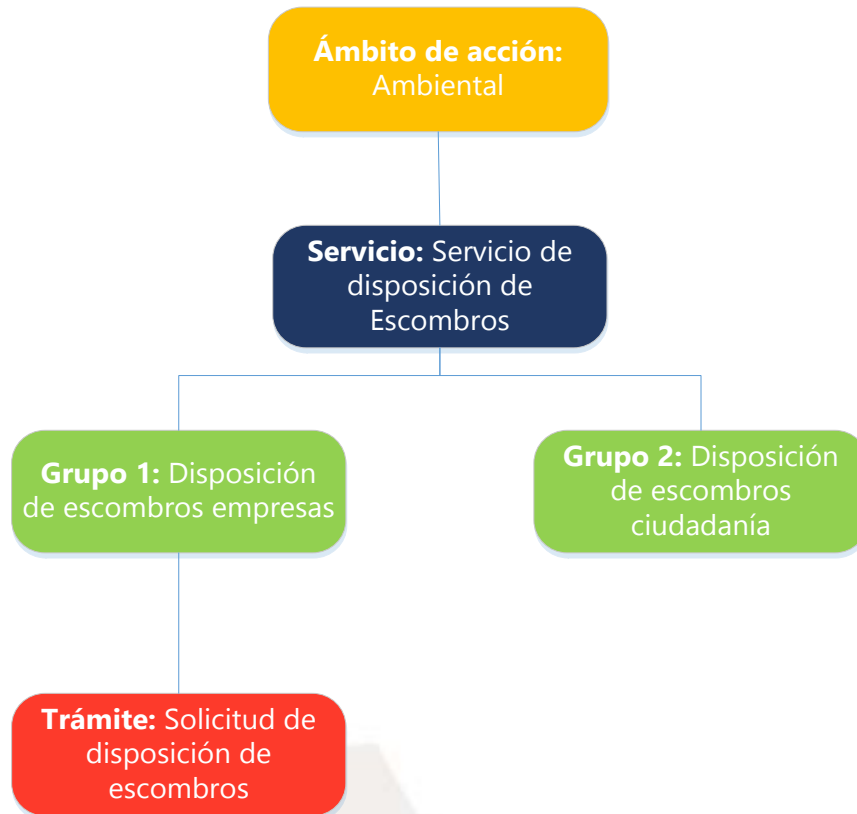 Ámbito de acción:
Ambiental
Servicio: Servicio de
disposición de
Escombros
Grupo 1: Disposición
de escombros empresas
Grupo 2: Disposición
de escombros
ciudadanía
Trámite: Solicitud de
disposición de
escombros